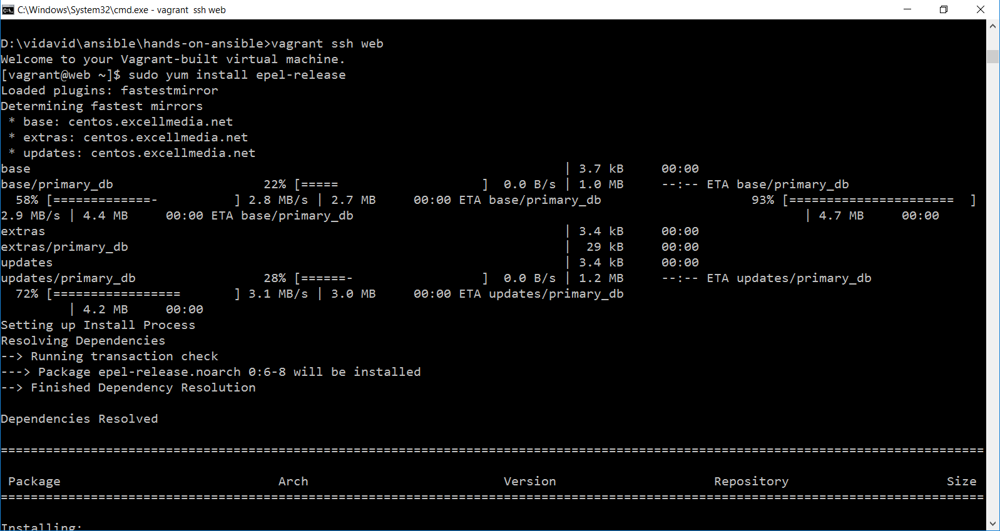 C:\Windows\System32\cmd.exe - vagrant  ssh web
D:\vidavid\ansible\hands-on-ansible>vagrant ssh web
Welcome to your Vagrant-built virtual machine.
[vagrant@web ~]$ sudo yum install epel-release
Loaded plugins: fastestmirror
Determining fastest mirrors
 * base: centos.excellmedia.net
 * extras: centos.excellmedia.net
 * updates: centos.excellmedia.net
base                                                                       | 3.7 kB     00:00
base/primary_db                    22% [=====                   ]  0.0 B/s | 1.0 MB     --:-- ETA base/primary_db
  58% [=============-          ] 2.8 MB/s | 2.7 MB     00:00 ETA base/primary_db                    93% [======================  ]
2.9 MB/s | 4.4 MB     00:00 ETA base/primary_db                                                            | 4.7 MB     00:00
extras                                                                     | 3.4 kB     00:00
extras/primary_db                                                          |  29 kB     00:00
updates                                                                    | 3.4 kB     00:00
updates/primary_db                 28% [======-                 ]  0.0 B/s | 1.2 MB     --:-- ETA updates/primary_db
  72% [=================       ] 3.1 MB/s | 3.0 MB     00:00 ETA updates/primary_db
         | 4.2 MB     00:00
Setting up Install Process
Resolving Dependencies
--> Running transaction check
---> Package epel-release.noarch 0:6-8 will be installed
--> Finished Dependency Resolution
Dependencies Resolved
===================================================================================================================================
 Package                             Arch                          Version                     Repository                     Size
===================================================================================================================================
Installing: